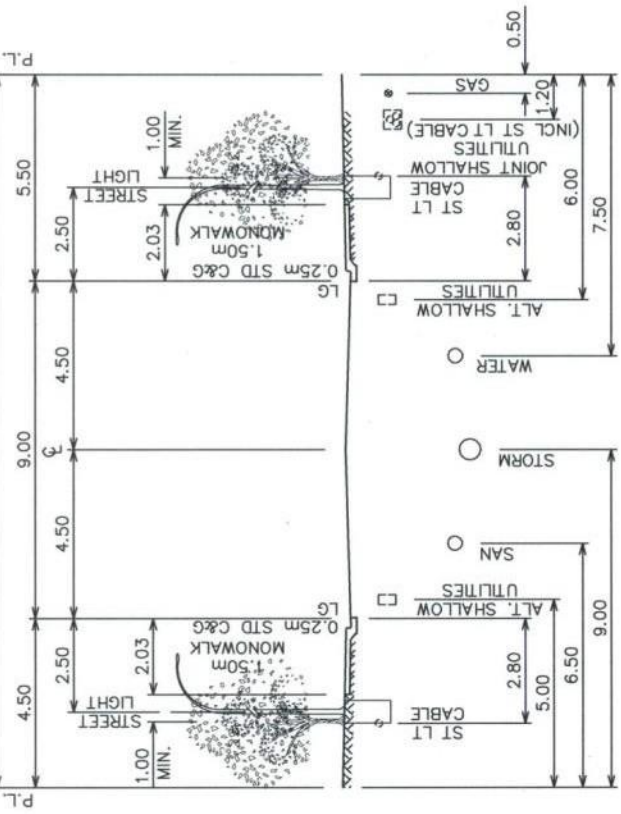 P.L.
5.50
9.00
4.50
P.L.
2.50
4.50
℄
4.50
2.50
STREET
LIGHT
1.00
MIN.
2.03
1.50m
MONOWALK
0.25m STD C&G
LG
STREET
LIGHT
1.00
MIN.
2.03
1.50m
MONOWALK
0.25m STD C&G
LG
GAS
0.50
JOINT SHALLOW
UTILITIES
(INCL ST LT CABLE)
1.20
ST LT
CABLE
2.80
ALT. SHALLOW
UTILITIES
6.00
WATER
7.50
STORM
9.00
SAN
6.50
ALT. SHALLOW
UTILITIES
5.00
ST LT
CABLE
2.80